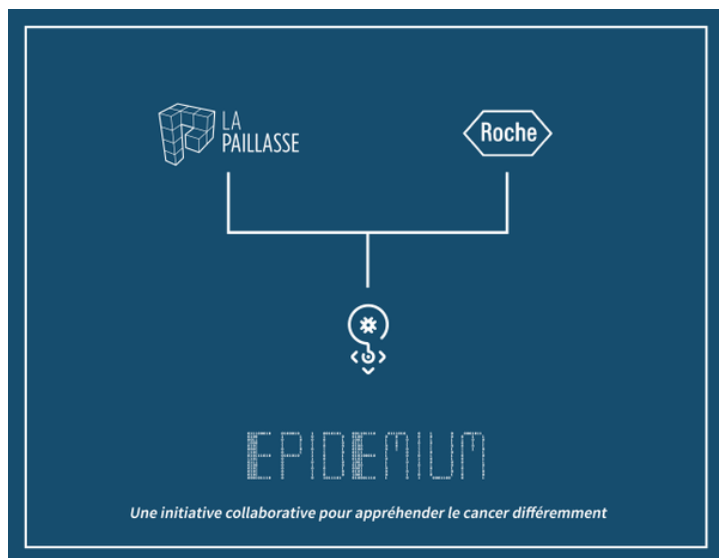 LA
PAILLASSE
Roche
EPIDEMIUM
Une initiative collaborative pour appréhender le cancer différemment